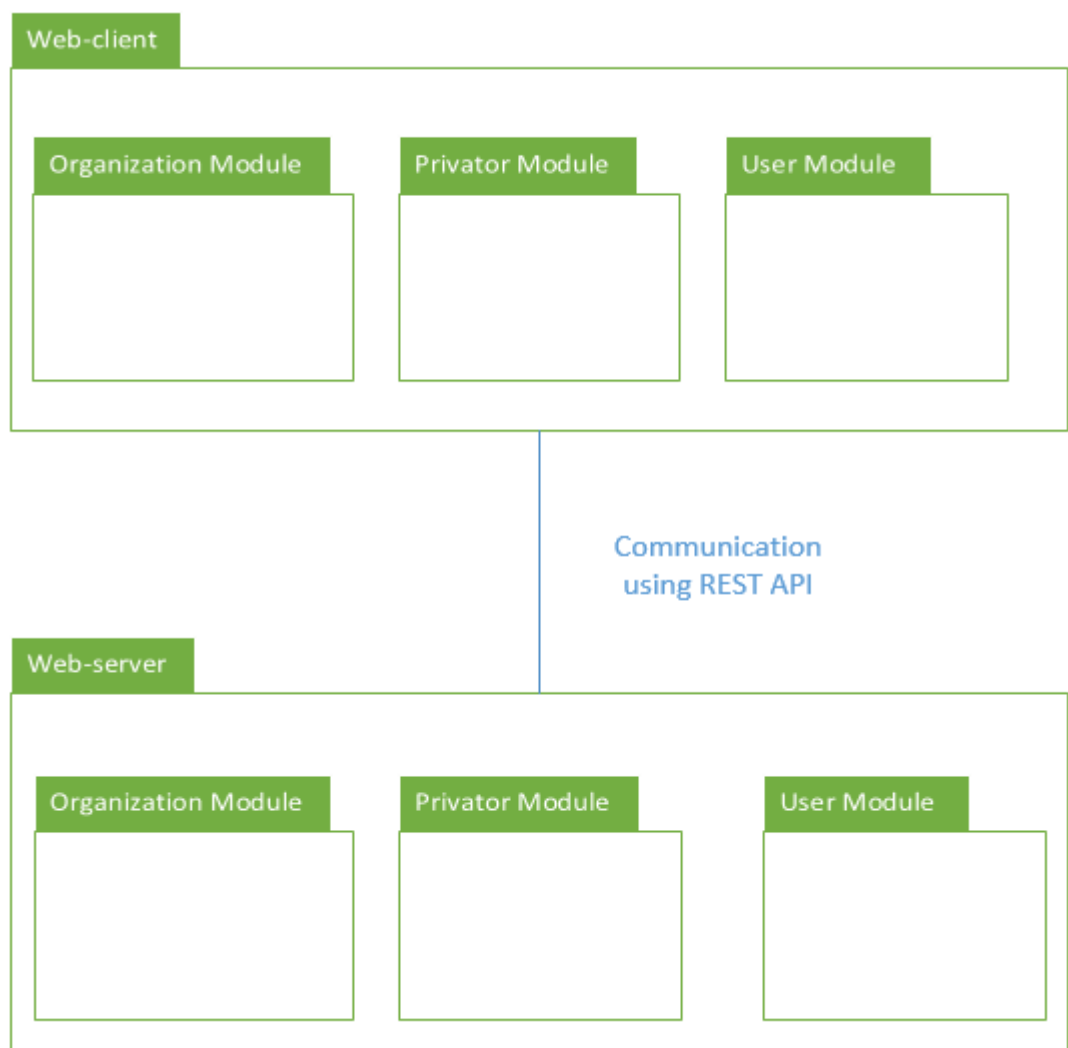 Web-client
Organization Module
Privator Module
User Module
Communication
using REST API
Web-server
Organization Module
Privator Module
User Module